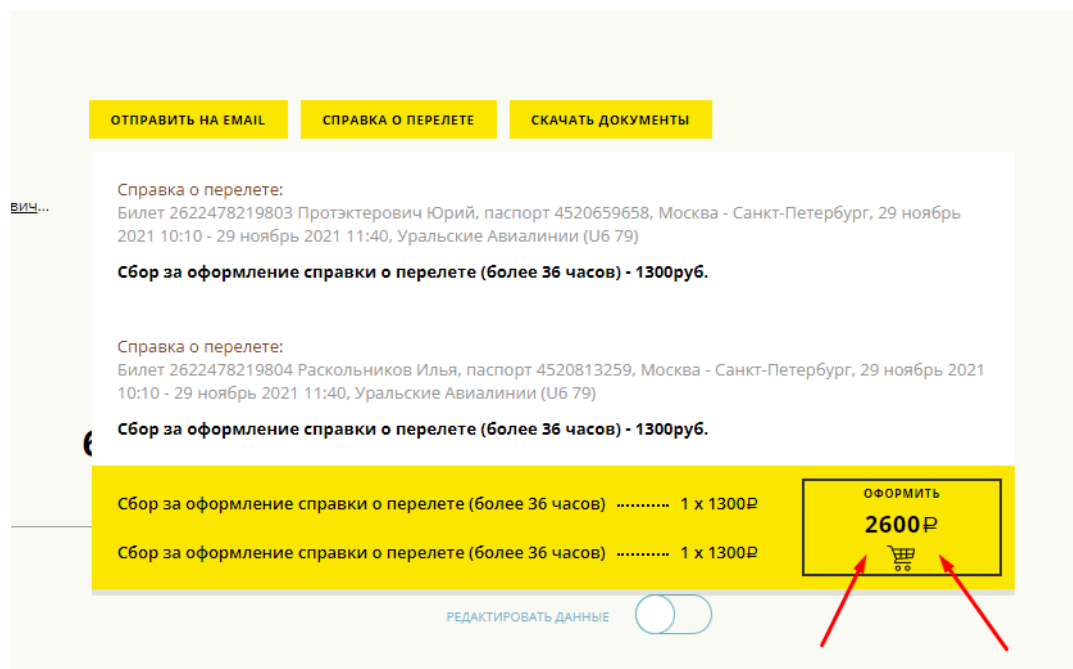 ОТПРАВИТЬ НА EMAIL
СПРАВКА О ПЕРЕЛЕТЕ
СКАЧАТЬ ДОКУМЕНТЫ
вич...
Справка о перелете:
Билет 2622478219803 Протэктерович Юрий, паспорт 4520659658, Москва - Санкт-Петербург, 29 ноябрь
2021 10:10 - 29 ноябрь 2021 11:40, Уральские Авиалинии (U6 79)
Сбор за оформление справки о перелете (более 36 часов) - 1300руб.
Справка о перелете:
Билет 2622478219804 Раскольников Илья, паспорт 4520813259, Москва - Санкт-Петербург, 29 ноябрь 2021
10:10 - 29 ноябрь 2021 11:40, Уральские Авиалинии (U6 79)
Сбор за оформление справки о перелете (более 36 часов) - 1300руб.
Сбор за оформление справки о перелете (более 36 часов) .......... 1 x 1300₽
Сбор за оформление справки о перелете (более 36 часов) .......... 1 x 1300₽
ОФОРМИТЬ
2600₽
РЕДАКТИРОВАТЬ ДАННЫЕ